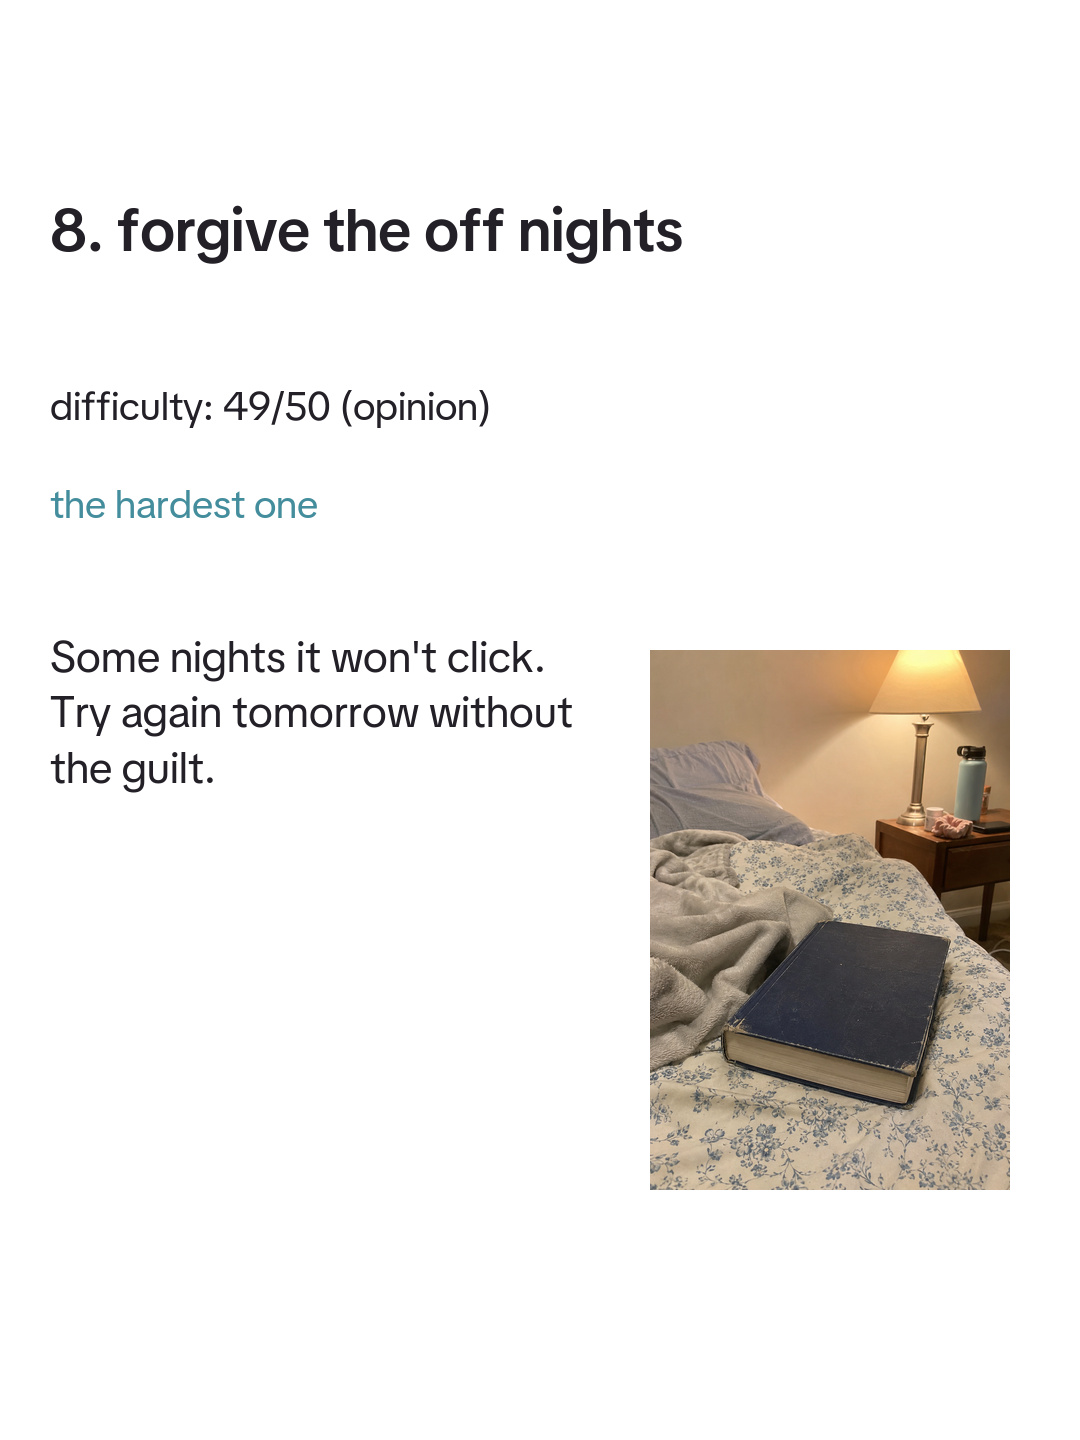 8. forgive the off nights
difficulty: 49/50 (opinion)
the hardest one
Some nights it won't click.
Try again tomorrow without
the guilt.